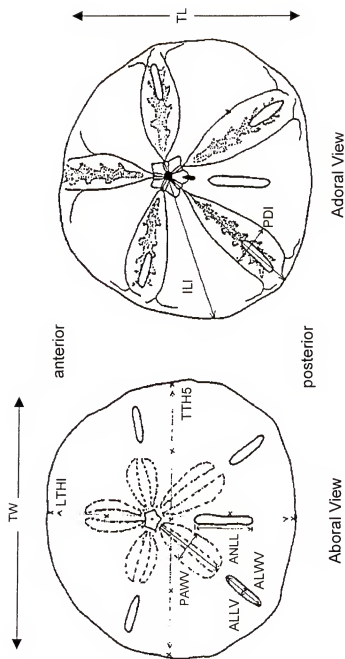 TW
LTHI
TTH5
PAWV
ANLL
ALLV
ALWV
Aboral View
anterior
posterior
TL
ILI
PDI
Adoral View